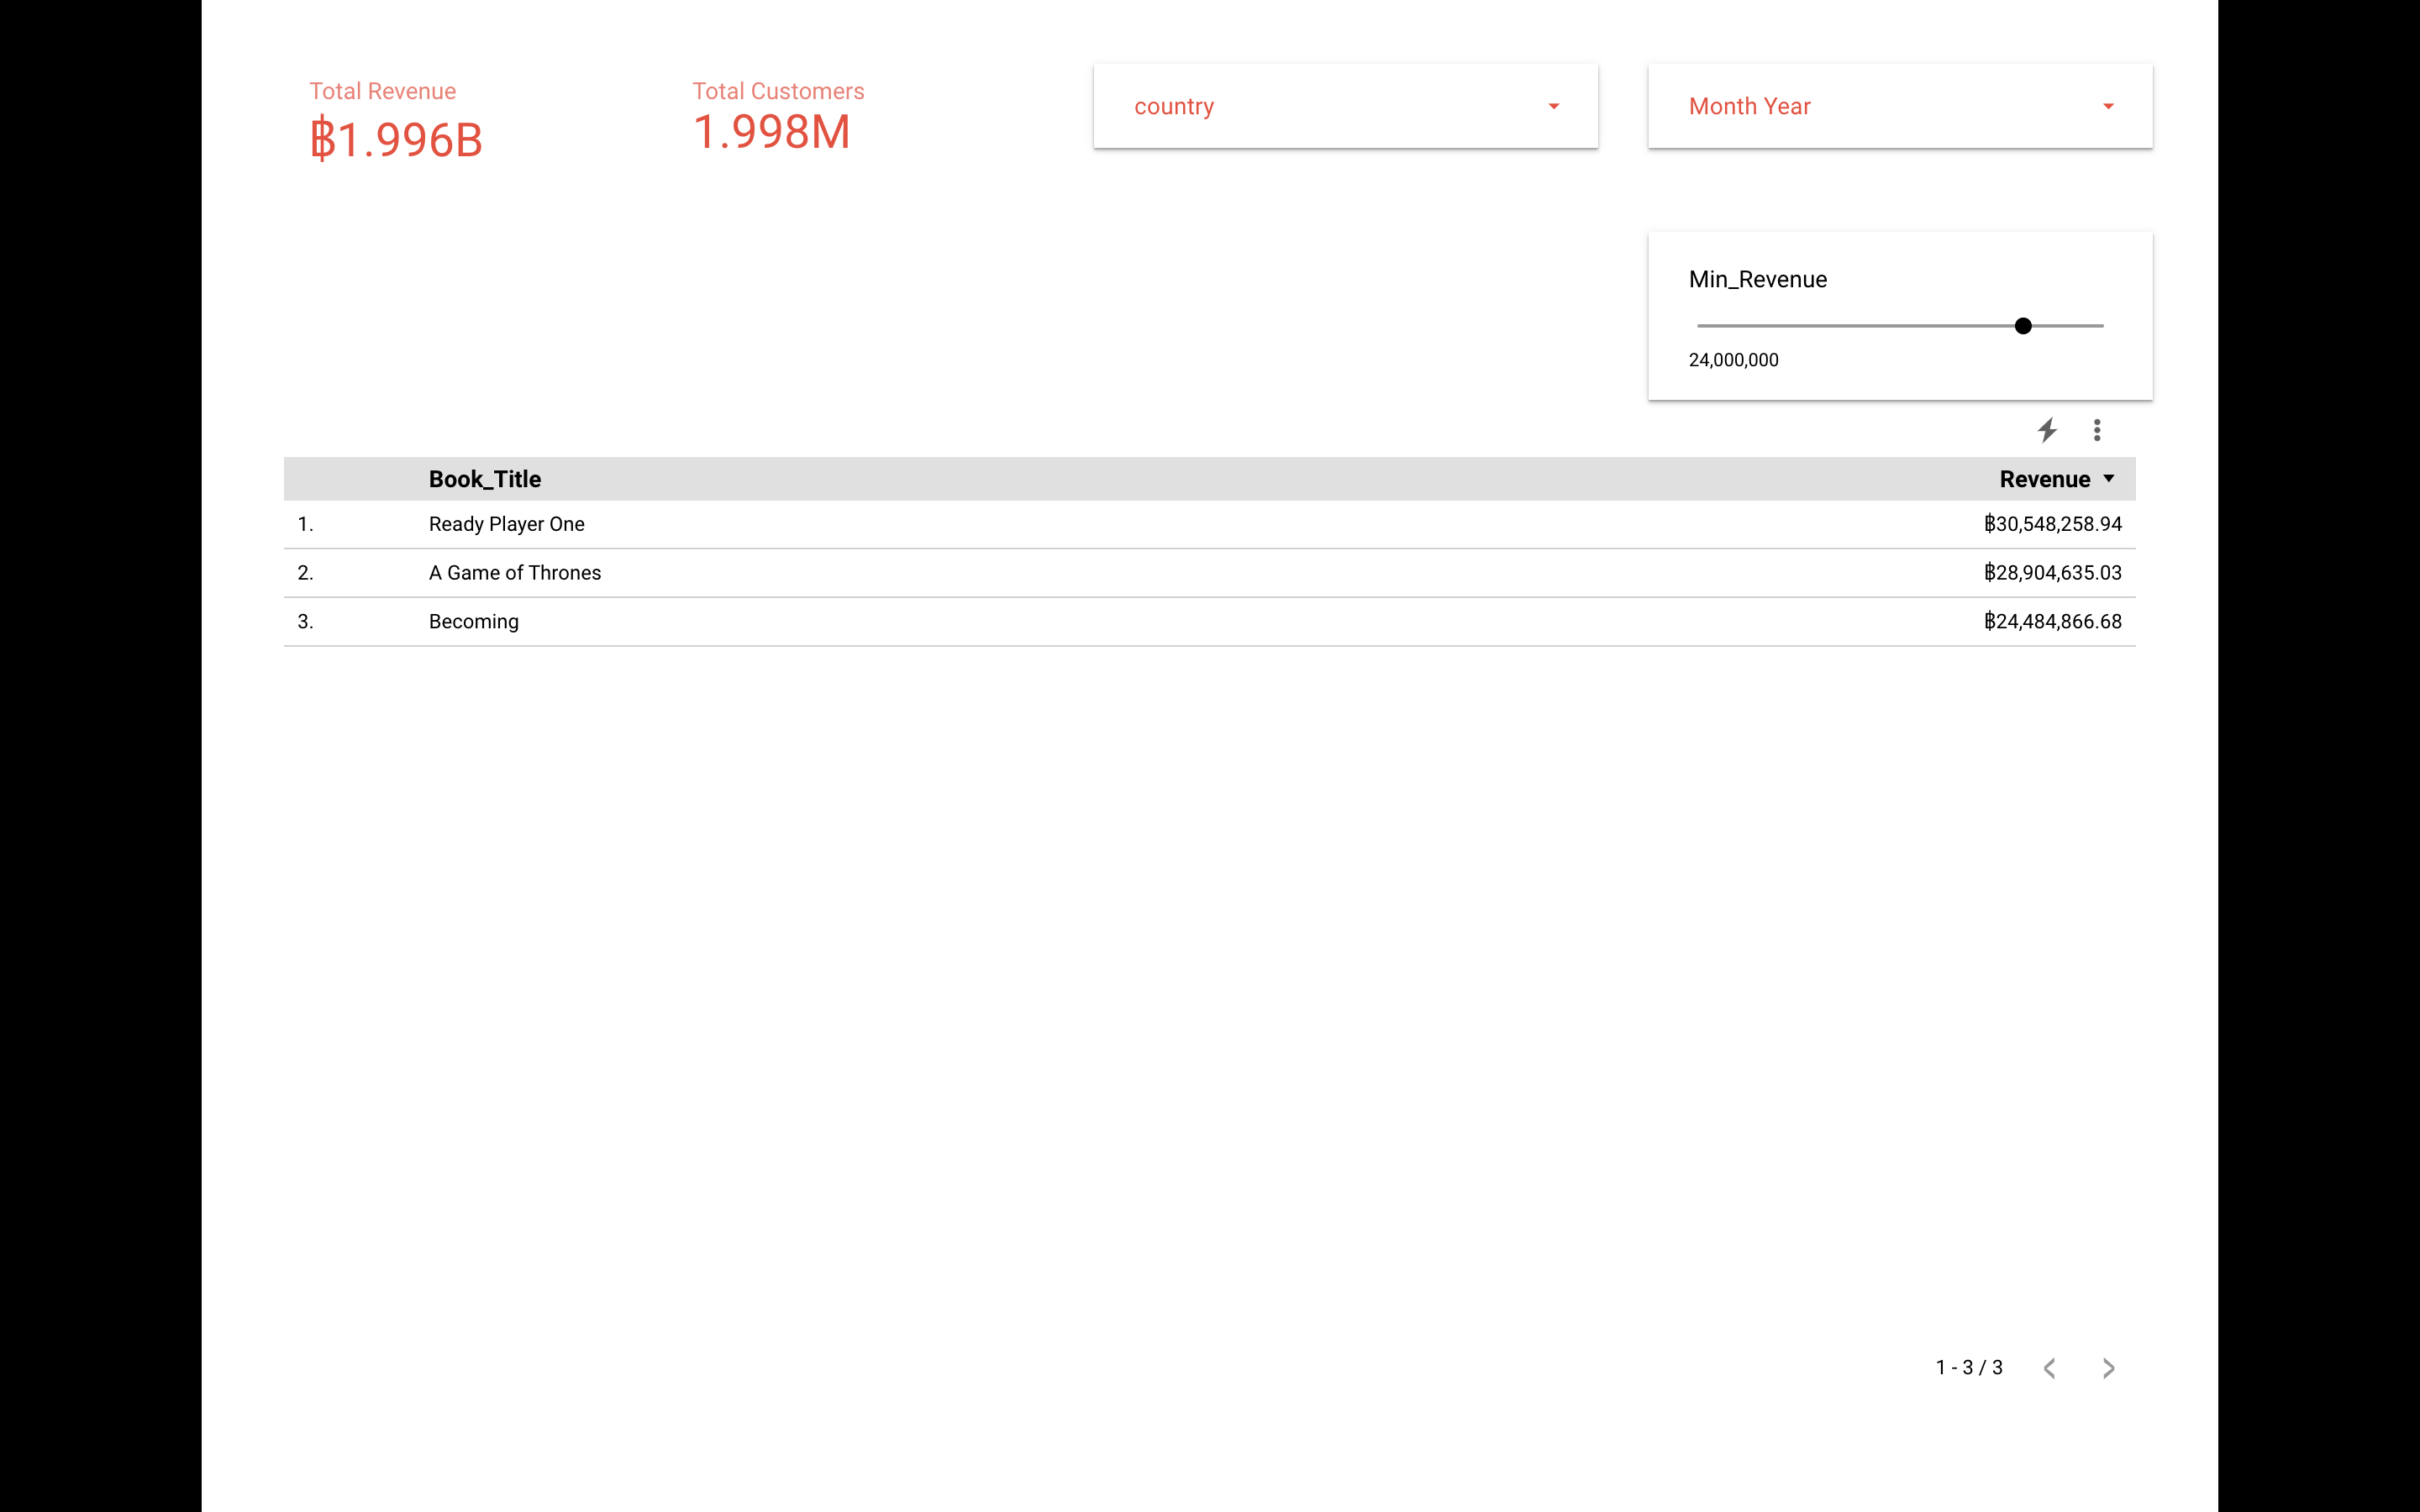 Total Revenue
฿1.996B
Total Customers
1.998M
country
Month Year
Min_Revenue
24,000,000
Book_Title Revenue
1. Ready Player One ฿30,548,258.94
2. A Game of Thrones ฿28,904,635.03
3. Becoming ฿24,484,866.68
1 - 3 / 3